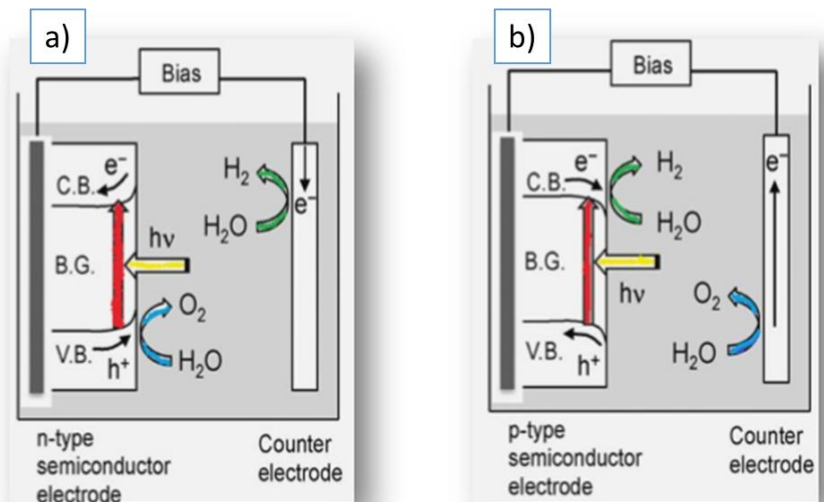 a)
Bias
e⁻
C.B.
H₂
e⁻
H₂O
hν
B.G.
O₂
V.B.
h⁺
H₂O
n-type
semiconductor
electrode
Counter
electrode
b)
Bias
e⁻
C.B.
H₂
e⁻
H₂O
B.G.
hν
O₂
V.B.
h⁺
H₂O
p-type
semiconductor
electrode
Counter
electrode